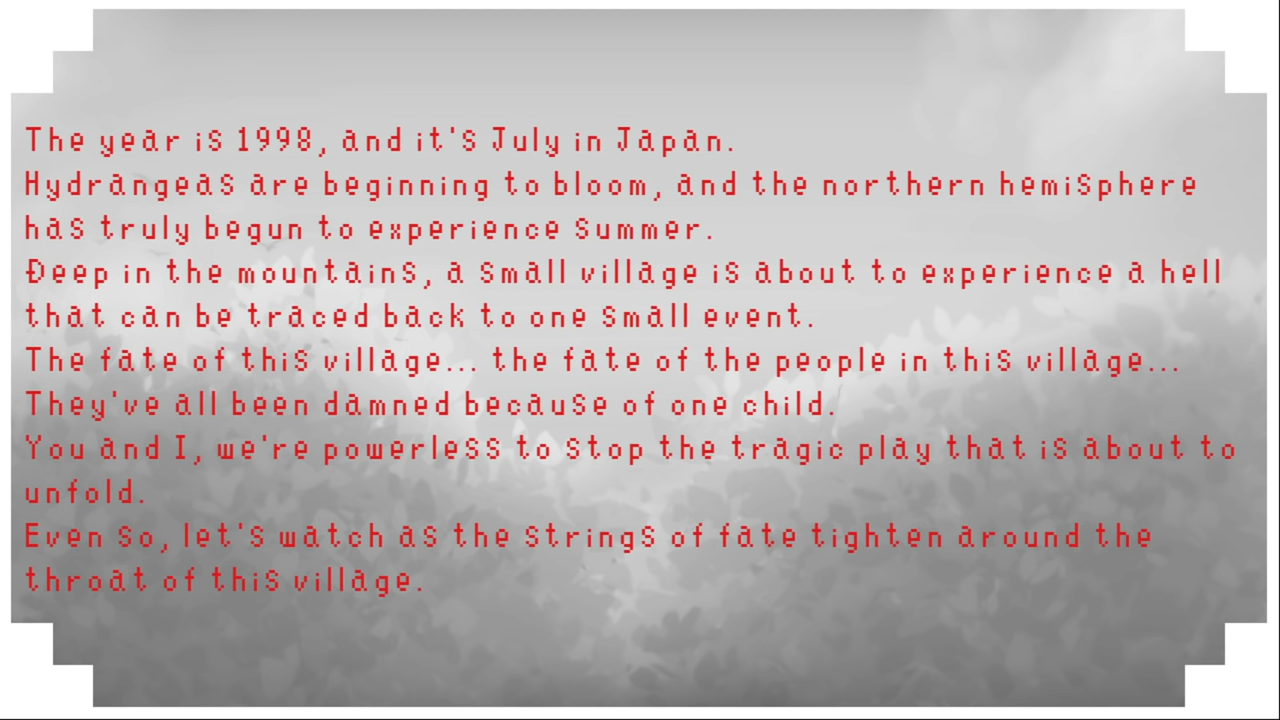 The year is 1998, and it's July in Japan.
Hydrangeas are beginning to bloom, and the northern hemisphere
has truly begun to experience summer.
Deep in the mountains, a small village is about to experience a hell
that can be traced back to one small event.
The fate of this village... the fate of the people in this village...
They've all been damned because of one child.
You and I, we're powerless to stop the tragic play that is about to
unfold.
Even so, let's watch as the strings of fate tighten around the
throat of this village.